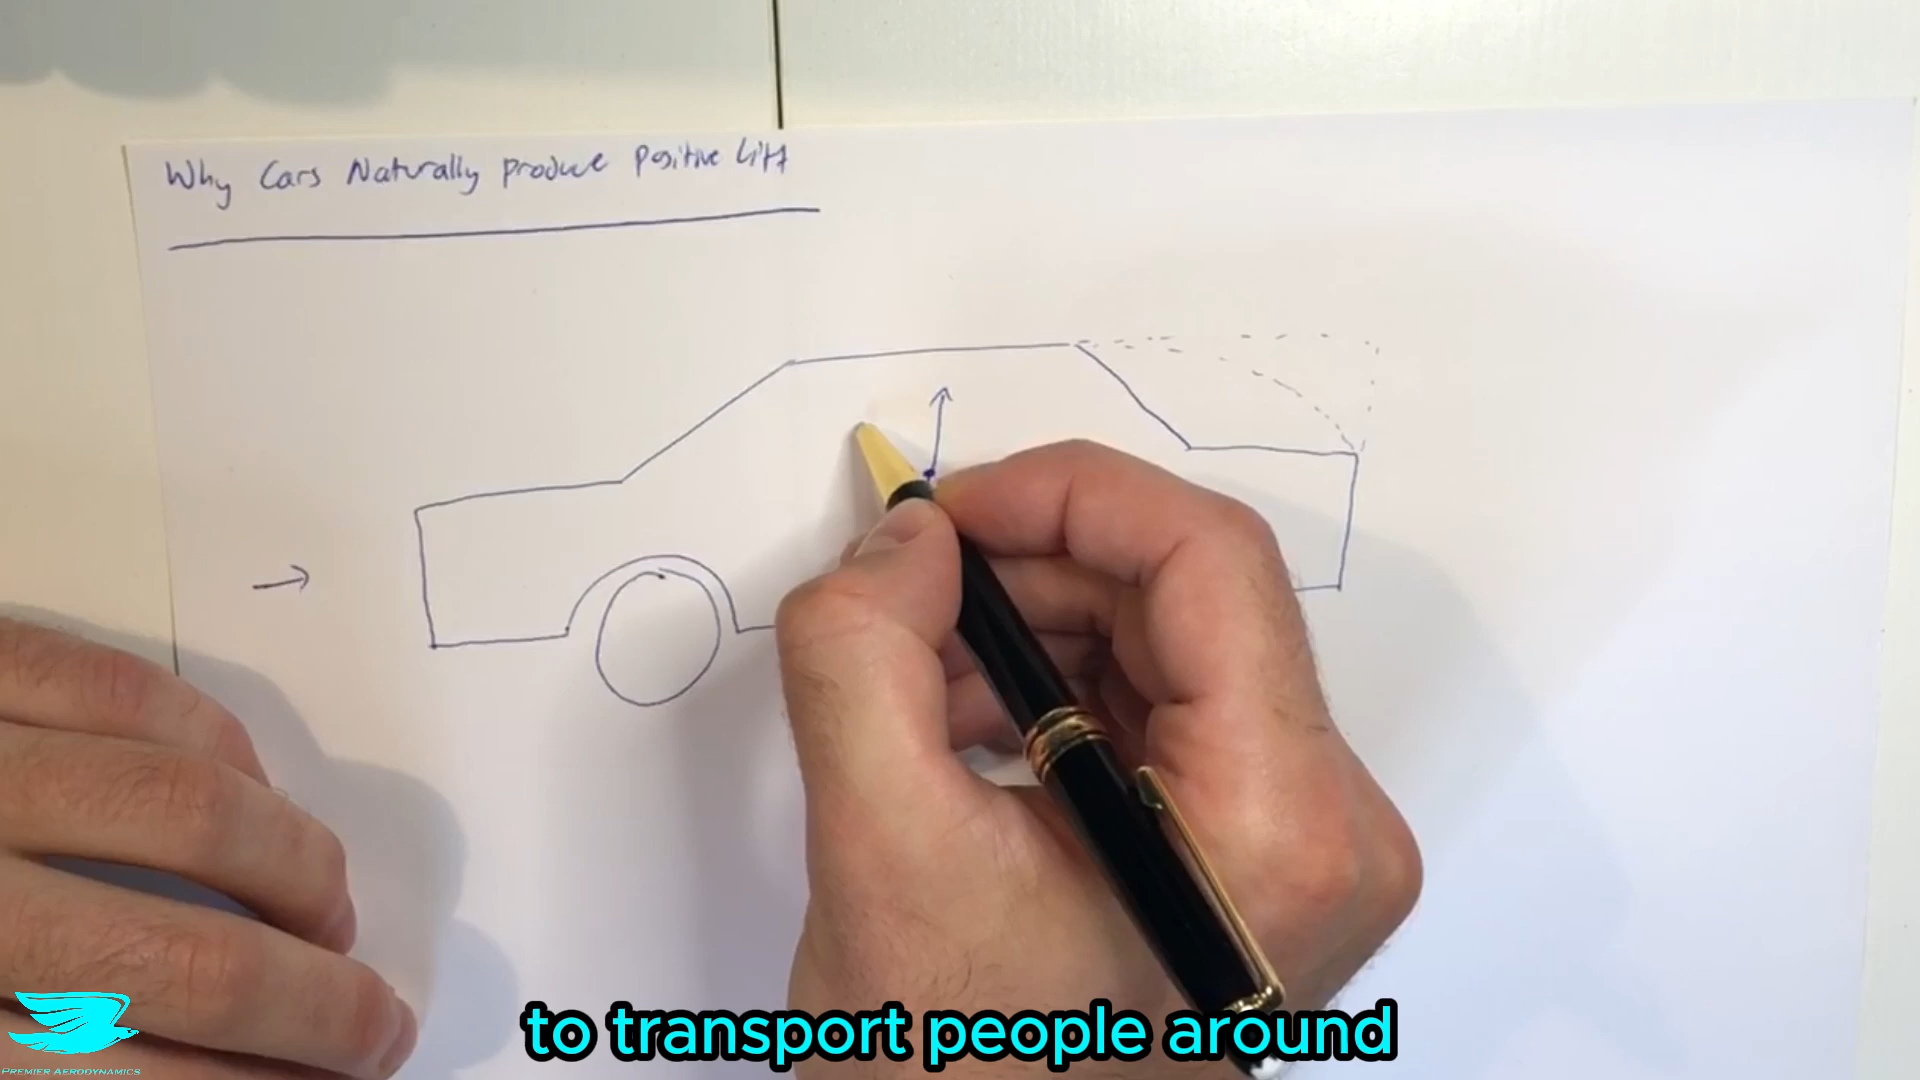 Why Cars Naturally produce Positive Lift
to transport people around
PREMIER AERODYNAMICS